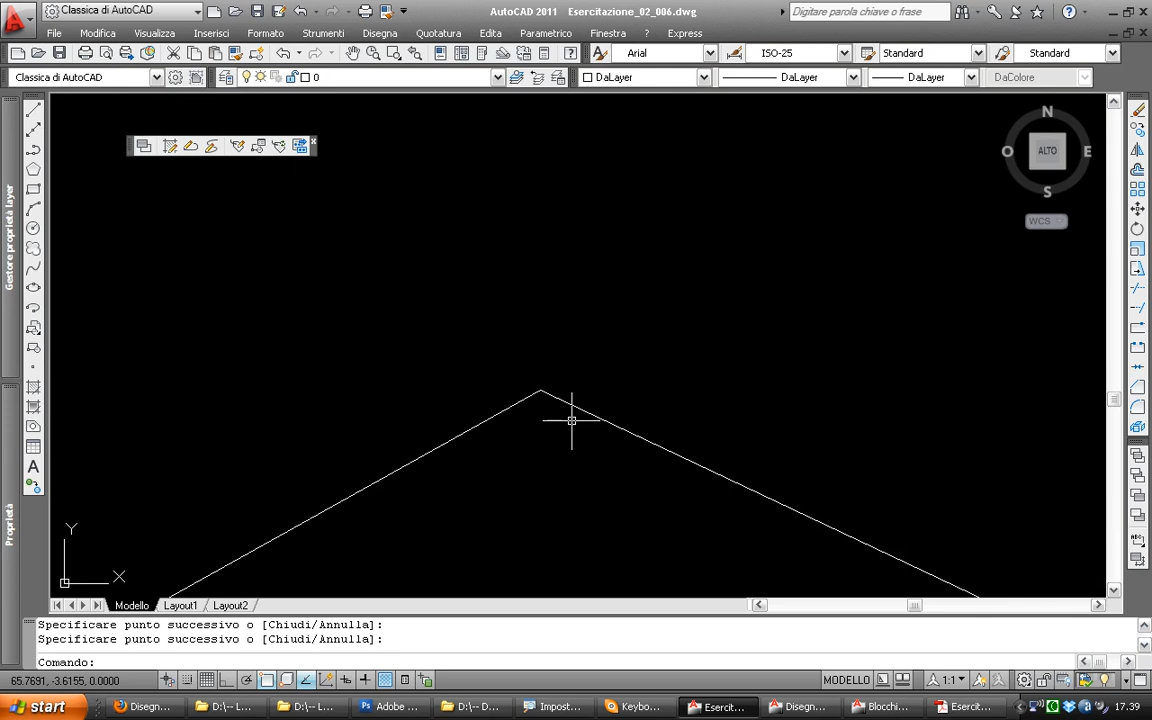 Classica di AutoCAD
AutoCAD 2011 Esercitazione_02_006.dwg
Digitare parola chiave o frase
File Modifica Visualizza Inserisci Formato Strumenti Disegna Quotatura Edita Parametrico Finestra ? Express
Arial ISO-25 Standard Standard
Classica di AutoCAD 0 DaLayer DaLayer DaLayer DaColore
N
O ALTO E
S
WCS
Gestore proprietà layer
Proprietà
A
Y
X
Modello Layout1 Layout2
Specificare punto successivo o [Chiudi/Annulla]:
Specificare punto successivo o [Chiudi/Annulla]:
Comando:
65.7691, -3.6155, 0.0000 MODELLO 1:1
start Disegn... D:\-- L... D:\-- L... Adobe ... D:\-- D... Impost... Keybo... Esercit... Disegn... Blocchi... Esercit... 17.39